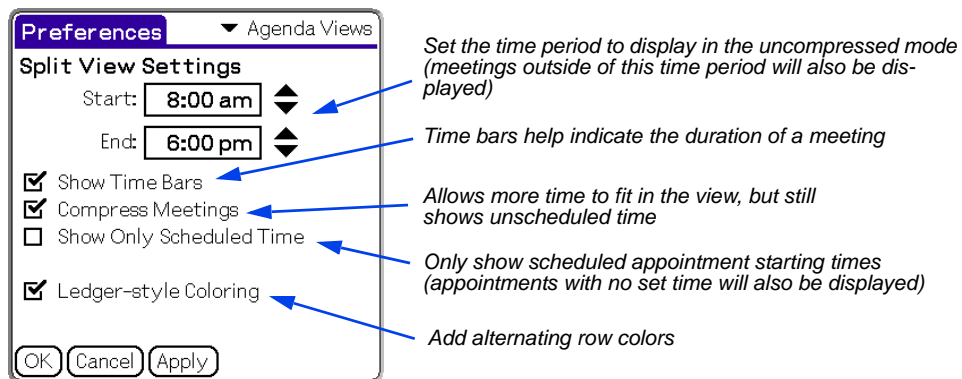 Preferences
Agenda Views
Split View Settings
Start: 8:00 am
End: 6:00 pm
Show Time Bars
Compress Meetings
Show Only Scheduled Time
Ledger-style Coloring
OK Cancel Apply
Set the time period to display in the uncompressed mode
(meetings outside of this time period will also be dis-
played)
Time bars help indicate the duration of a meeting
Allows more time to fit in the view, but still
shows unscheduled time
Only show scheduled appointment starting times
(appointments with no set time will also be displayed)
Add alternating row colors